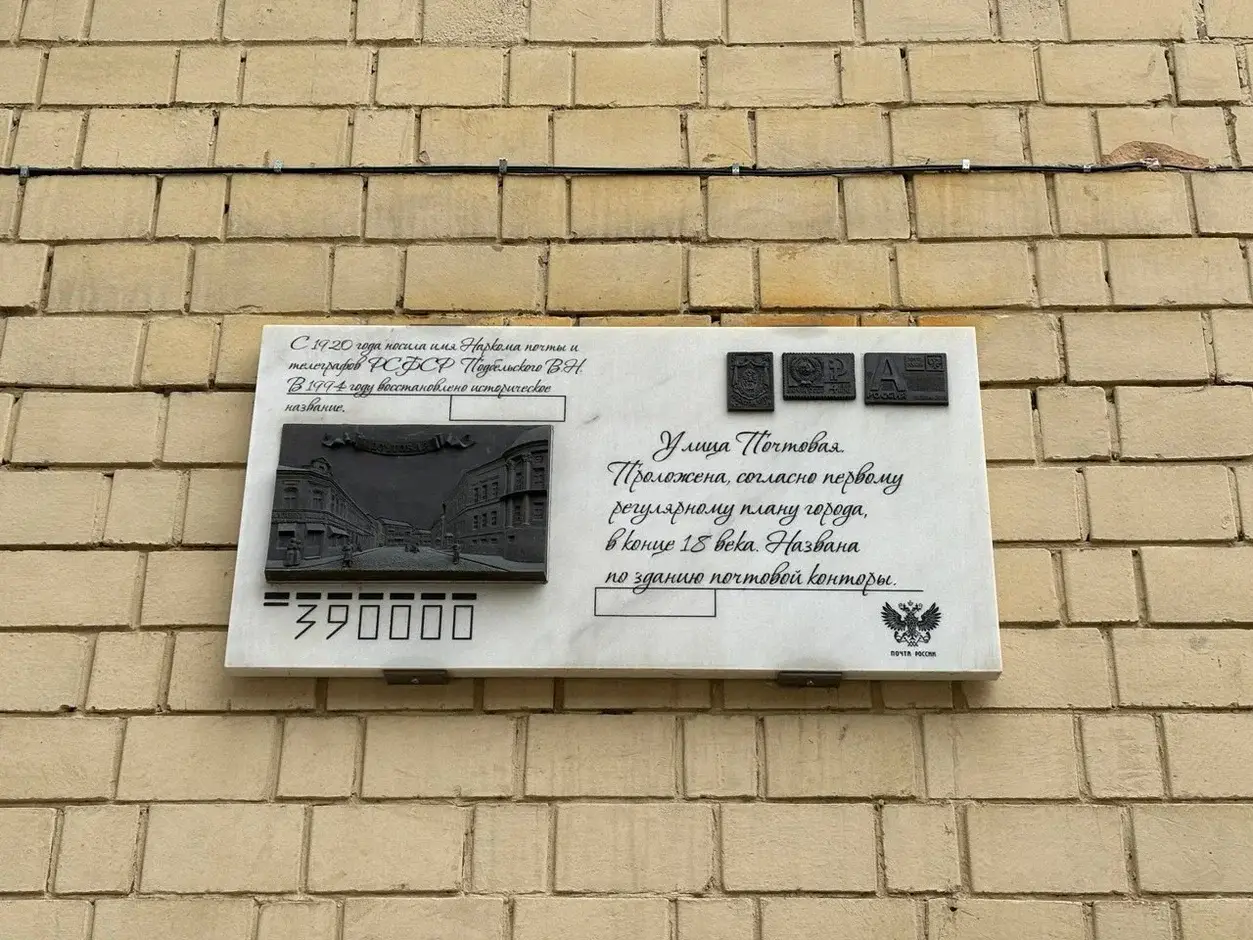 С 1920 года носила имя Наркома почты и
телеграфов РСФСР Подбельского В.Н.
В 1994 году восстановлено историческое
название.
Улица Почтовая.
Проложена, согласно первому
регулярному плану города,
в конце 18 века. Названа
по зданию почтовой конторы.
А
РОССИЯ
390000
ПОЧТА РОССИИ